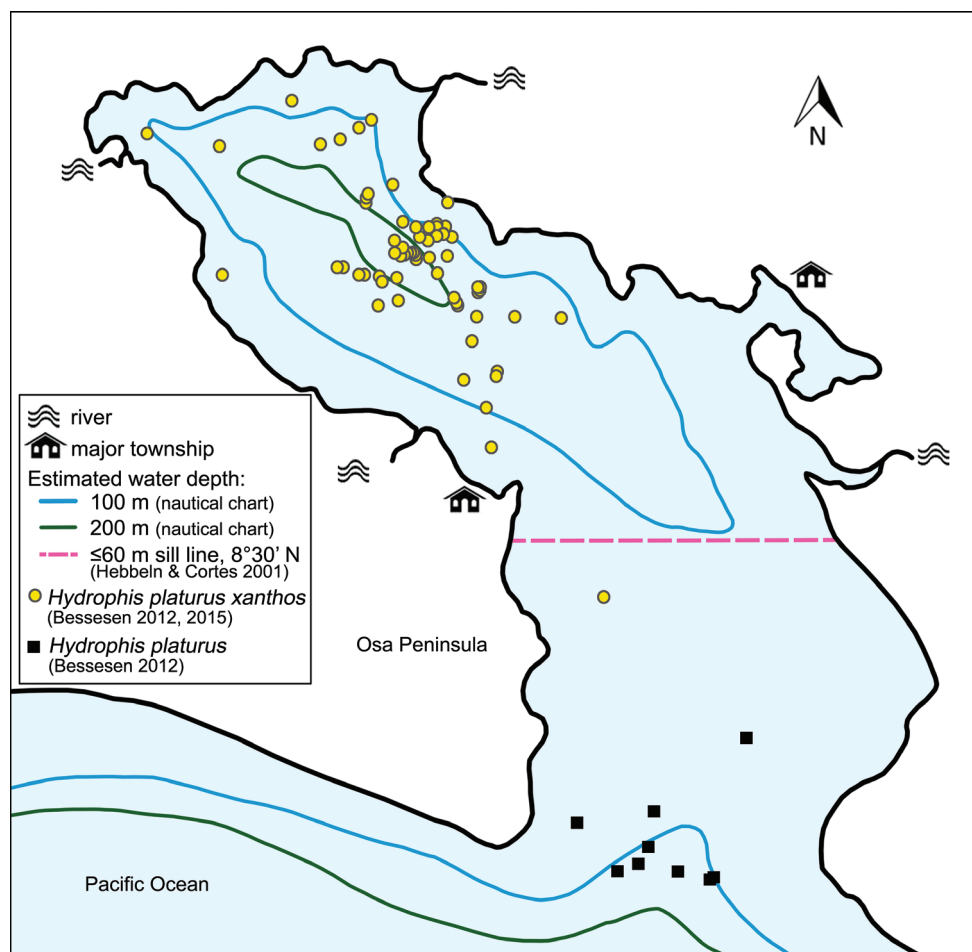 N
river
major township
Estimated water depth:
100 m (nautical chart)
200 m (nautical chart)
≤60 m sill line, 8°30’ N
(Hebbeln & Cortes 2001)
Hydrophis platurus xanthos
(Bessesen 2012, 2015)
Hydrophis platurus
(Bessesen 2012)
Osa Peninsula
Pacific Ocean